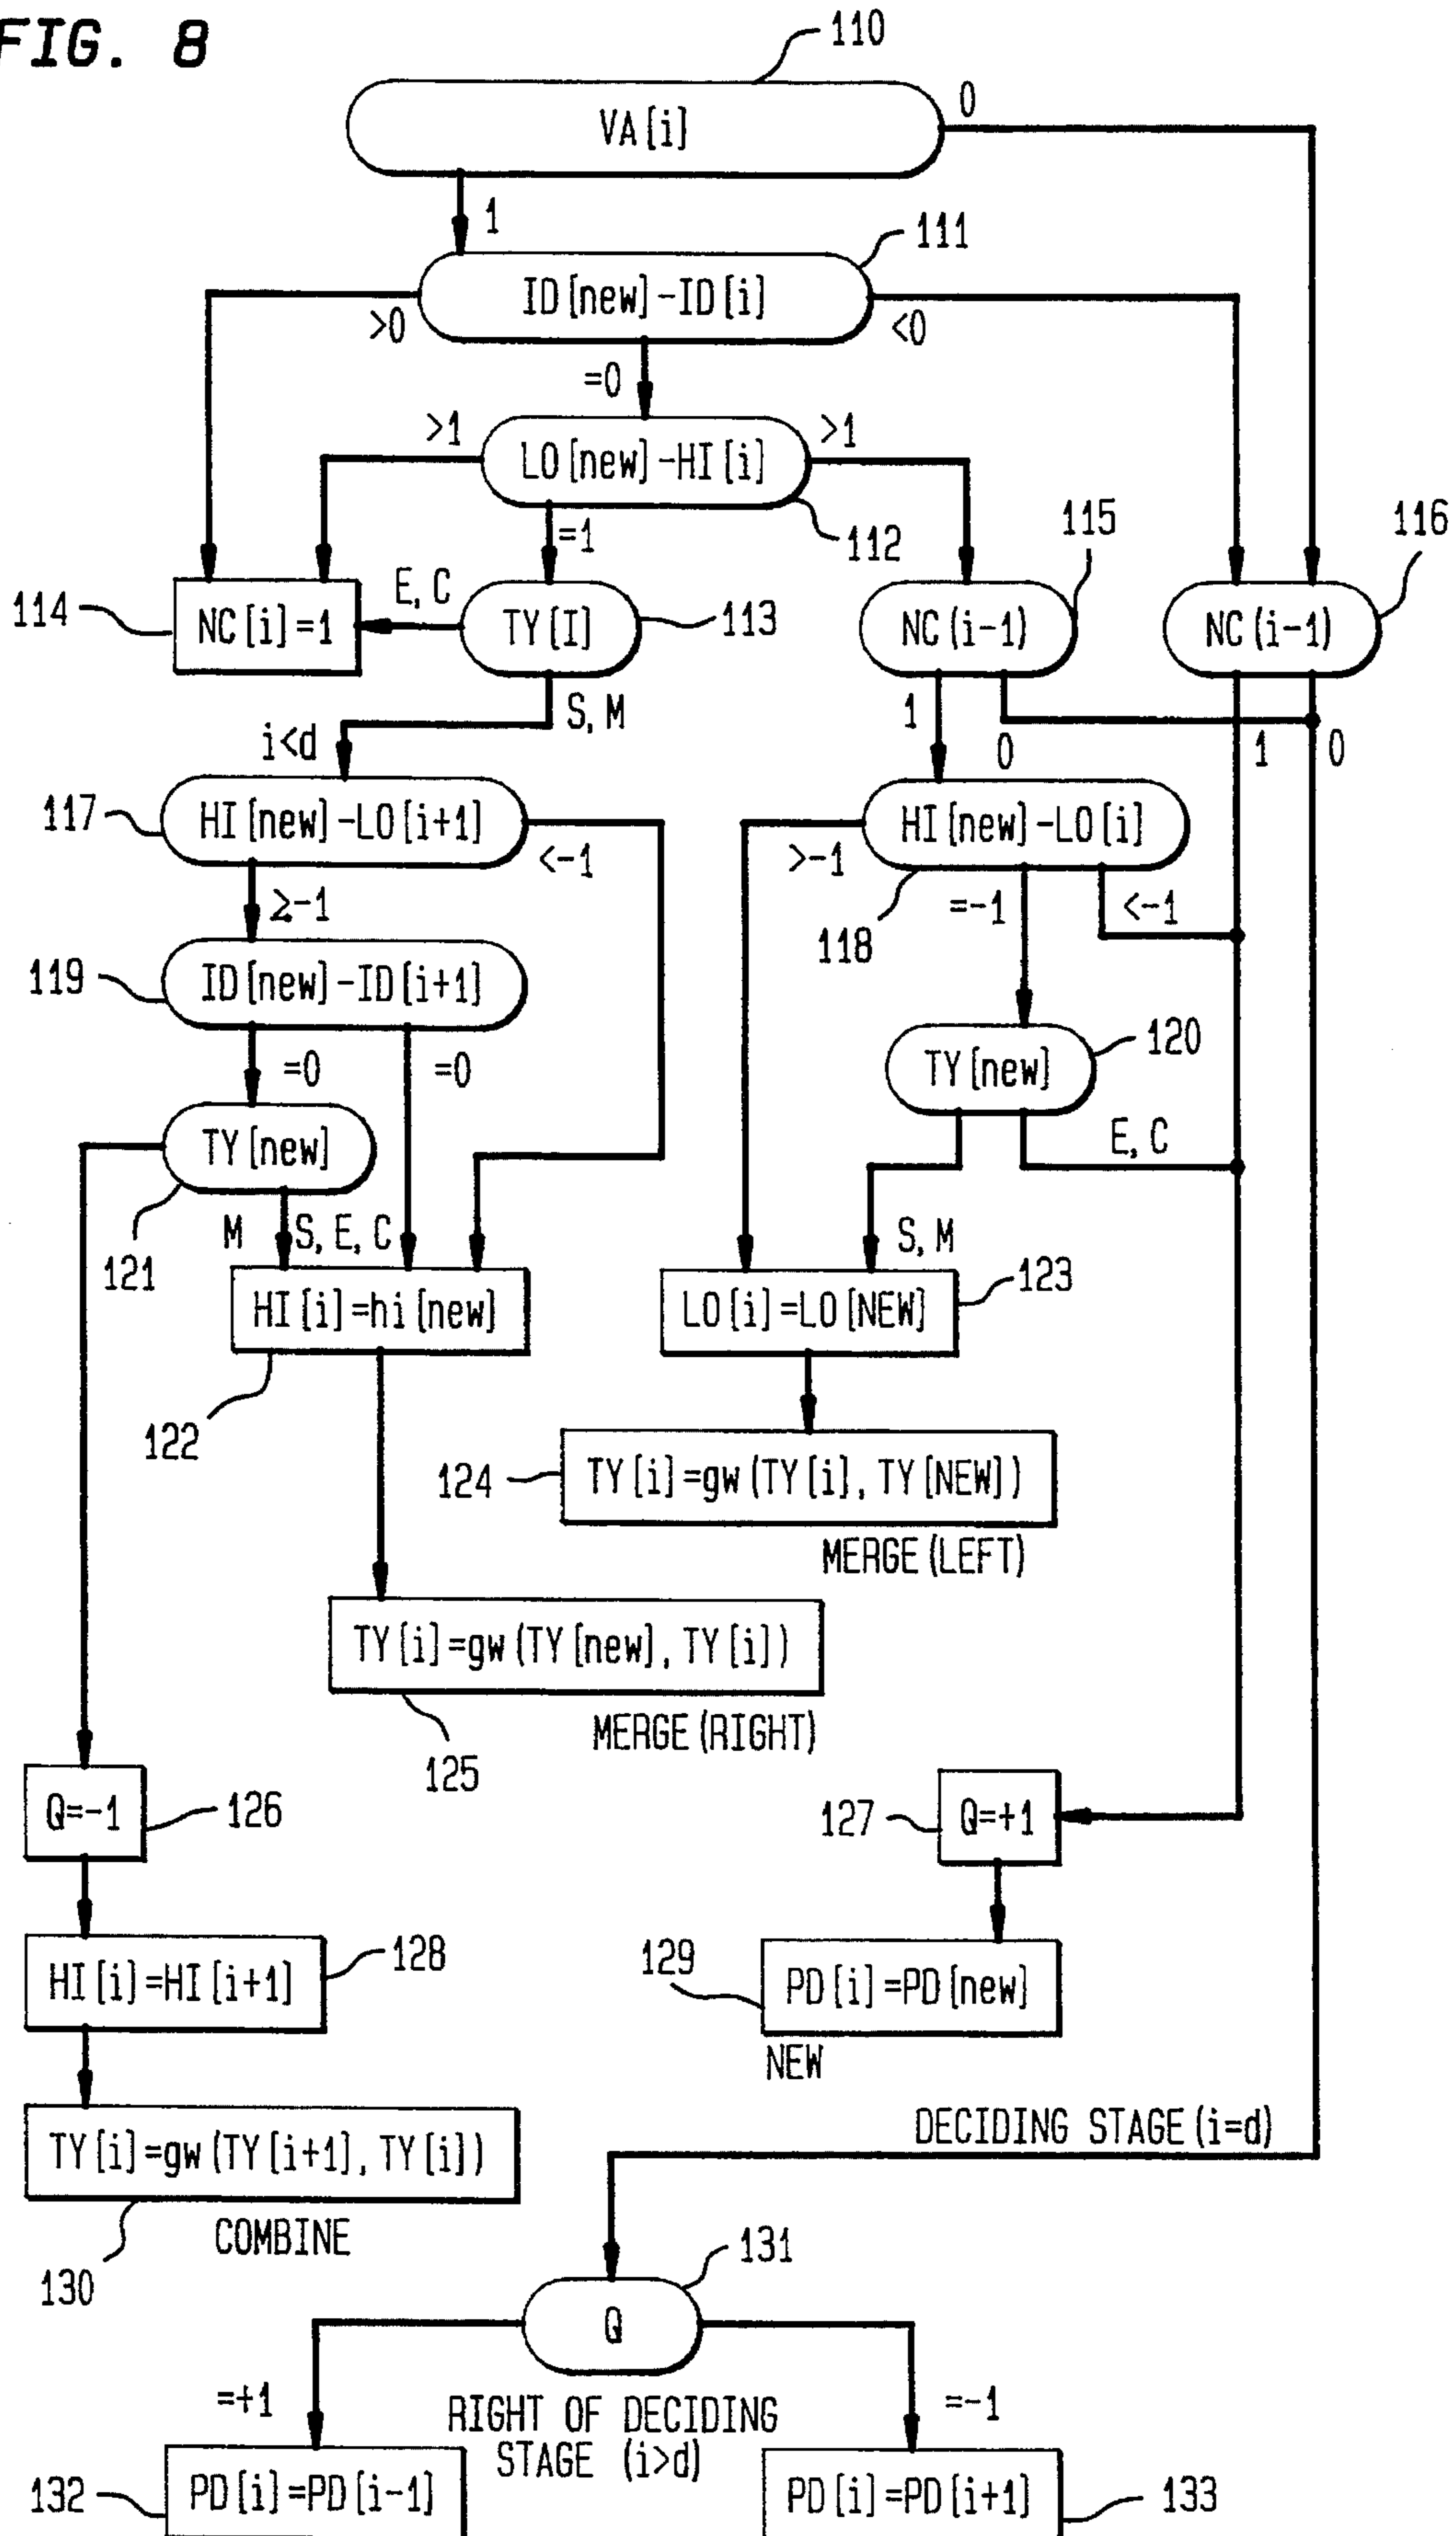 FIG. 8
110
VA[i]
0
1
111
ID[new]-ID[i]
>0
<0
=0
>1
LO[new]-HI[i]
>1
112
=1
115
116
114
NC[i]=1
E, C
TY[I]
113
NC(i-1)
NC(i-1)
S, M
1
0
1
0
i<d
117
HI[new]-LO[i+1]
<-1
HI[new]-LO[i]
>-1
=-1
<-1
118
≥-1
119
ID[new]-ID[i+1]
=0
=0
TY[new]
120
E, C
TY[new]
121
M
S, E, C
S, M
HI[i]=hi[new]
122
LO[i]=LO[NEW]
123
124
TY[i]=gw(TY[i], TY[NEW])
MERGE(LEFT)
TY[i]=gw(TY[new], TY[i])
MERGE(RIGHT)
125
Q=-1
126
127
Q=+1
HI[i]=HI[i+1]
128
129
PD[i]=PD[new]
NEW
TY[i]=gw(TY[i+1], TY[i])
COMBINE
130
DECIDING STAGE(i=d)
131
Q
=+1
RIGHT OF DECIDING
STAGE (i>d)
=-1
132
PD[i]=PD[i-1]
PD[i]=PD[i+1]
133